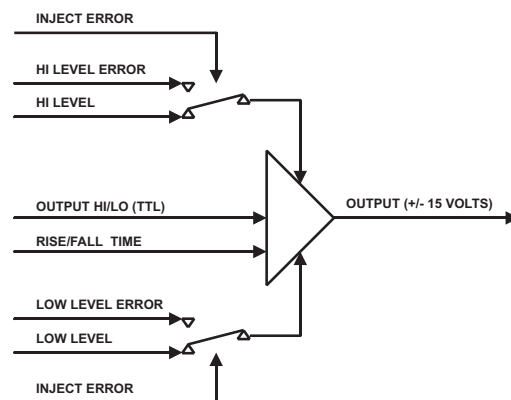 INJECT ERROR
HI LEVEL ERROR
HI LEVEL
OUTPUT HI/LO (TTL)
OUTPUT (+/- 15 VOLTS)
RISE/FALL TIME
LOW LEVEL ERROR
LOW LEVEL
INJECT ERROR